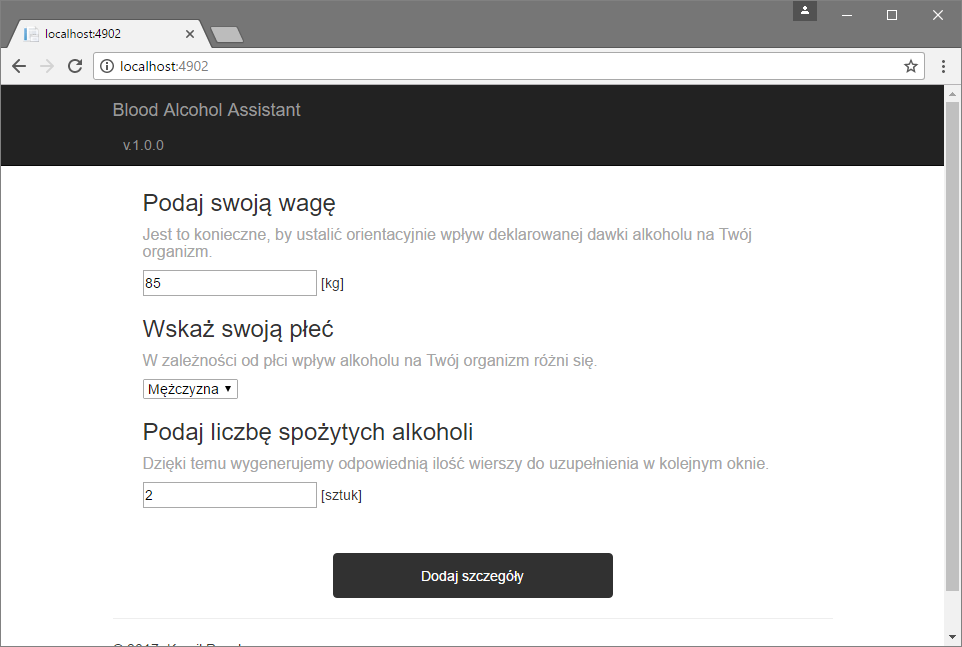 localhost:4902
localhost:4902
Blood Alcohol Assistant
v.1.0.0
Podaj swoją wagę
Jest to konieczne, by ustalić orientacyjnie wpływ deklarowanej dawki alkoholu na Twój
organizm.
85 [kg]
Wskaż swoją płeć
W zależności od płci wpływ alkoholu na Twój organizm różni się.
Mężczyzna
Podaj liczbę spożytych alkoholi
Dzięki temu wygenerujemy odpowiednią ilość wierszy do uzupełnienia w kolejnym oknie.
2 [sztuk]
Dodaj szczegóły
© 2017